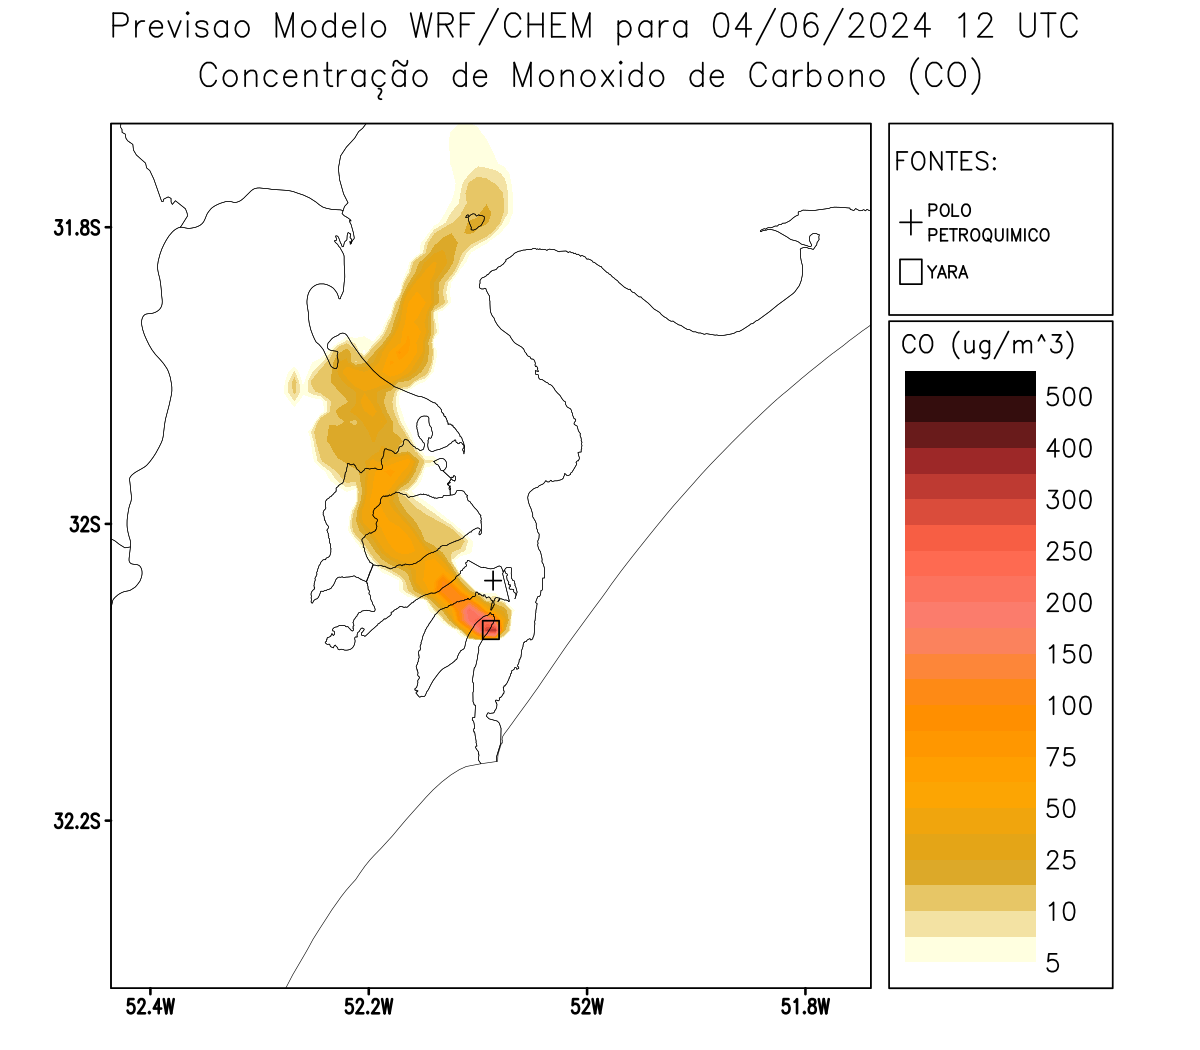 Previsao Modelo WRF/CHEM para 04/06/2024 12 UTC
Concentração de Monoxido de Carbono (CO)
FONTES:
POLO
PETROQUIMICO
YARA
CO (ug/m^3)
500
400
300
250
200
150
100
75
50
25
10
5
31.8S
32S
32.2S
52.4W
52.2W
52W
51.8W